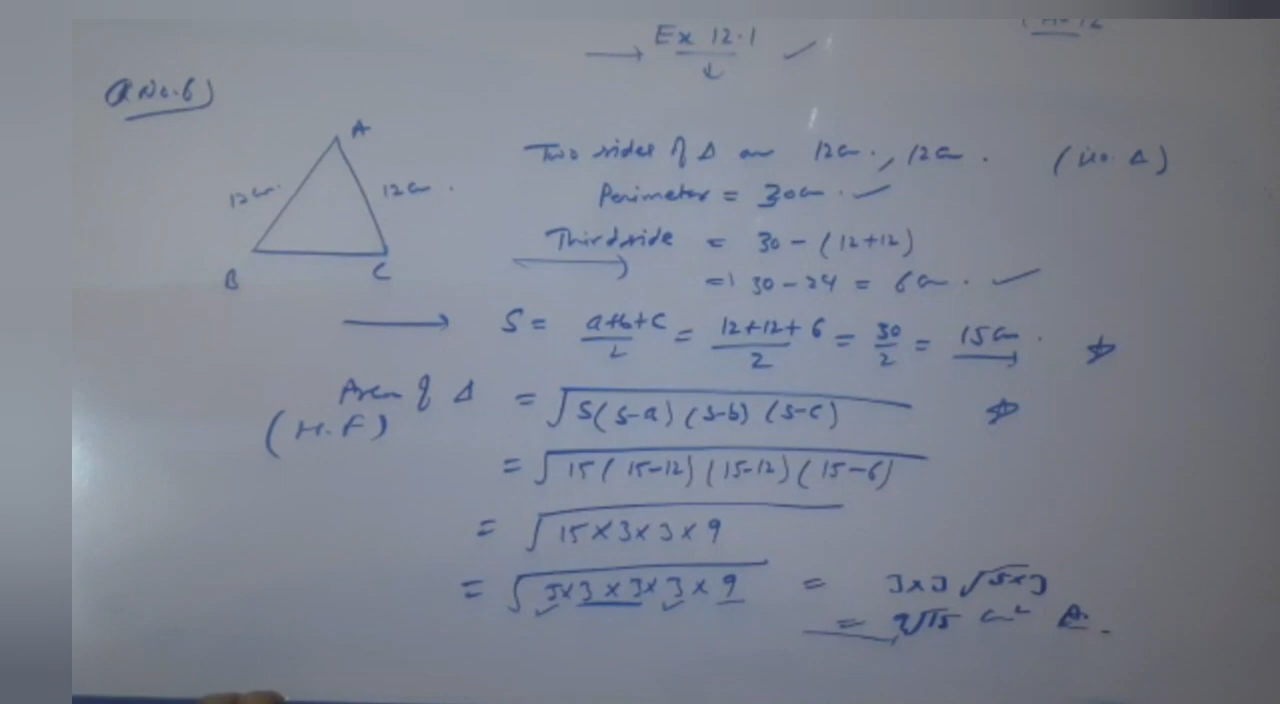 Ex 12.1
Q No. 6)
A
12cm.
12cm.
B
C
Two sides of Δ are 12cm., 12cm. (iso. Δ)
Perimeter = 30cm.
Third side = 30 - (12+12)
= 30 - 24 = 6cm.
S = a+b+c/2 = 12+12+6/2 = 30/2 = 15cm.
Area of Δ = √S(s-a)(s-b)(s-c)
(H.F)
= √15(15-12)(15-12)(15-6)
= √15×3×3×9
= √5×3×3×3×9 = 3×3√5×3
= 9√15 cm² A.